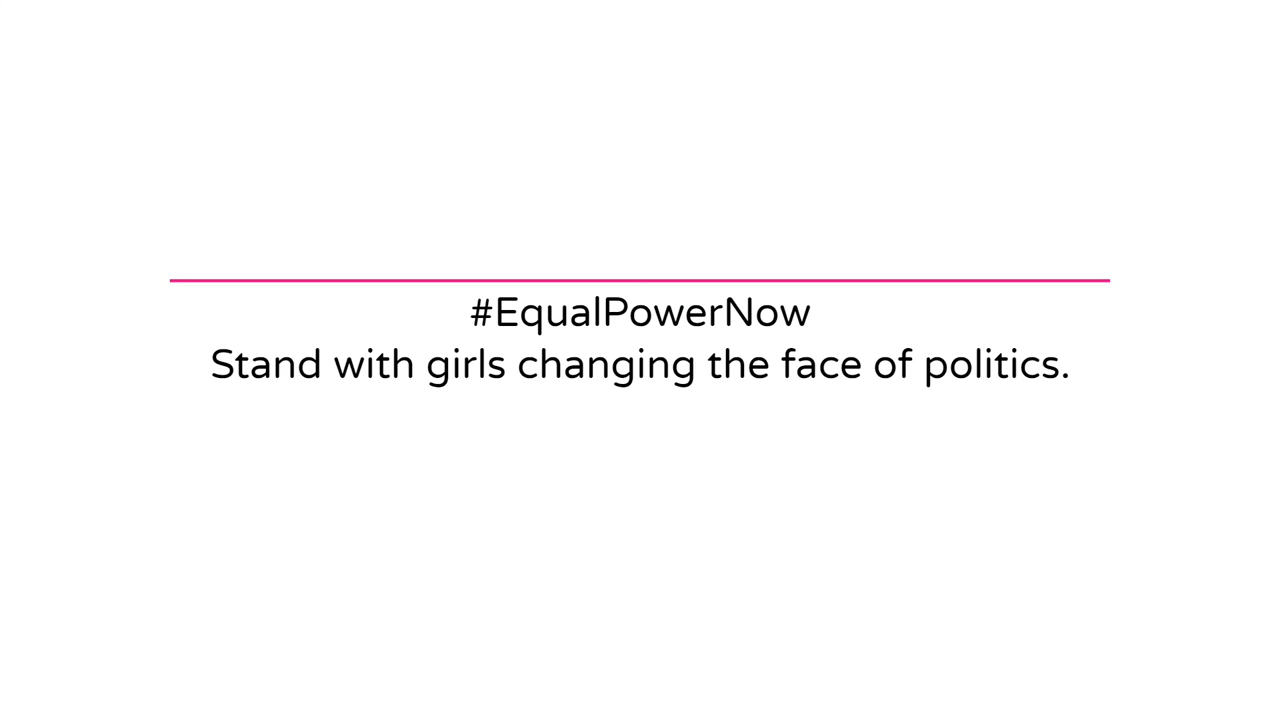 #EqualPowerNow
Stand with girls changing the face of politics.